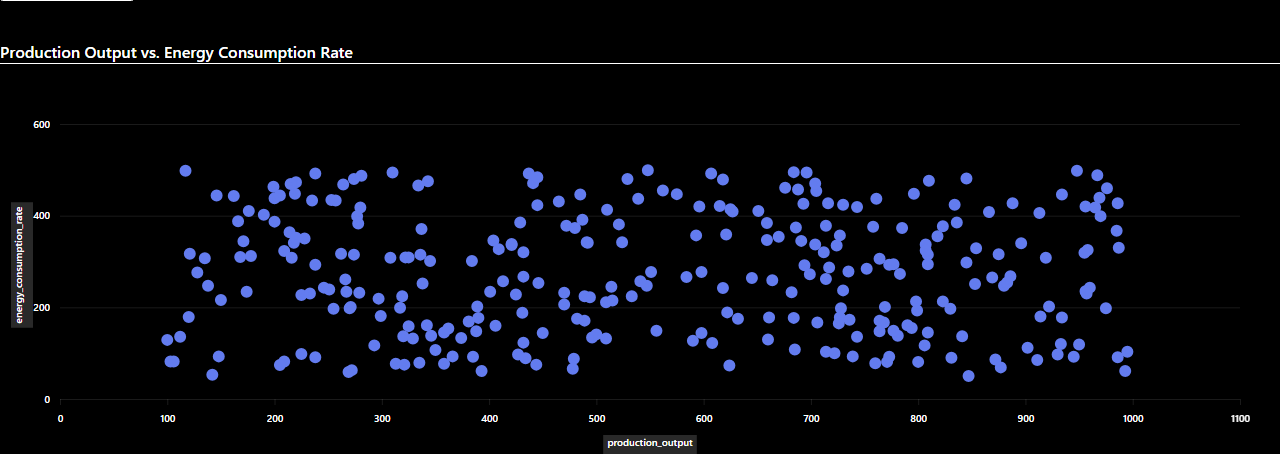 Production Output vs. Energy Consumption Rate
600
400
200
0
energy_consumption_rate
0 100 200 300 400 500 600 700 800 900 1000 1100
production_output